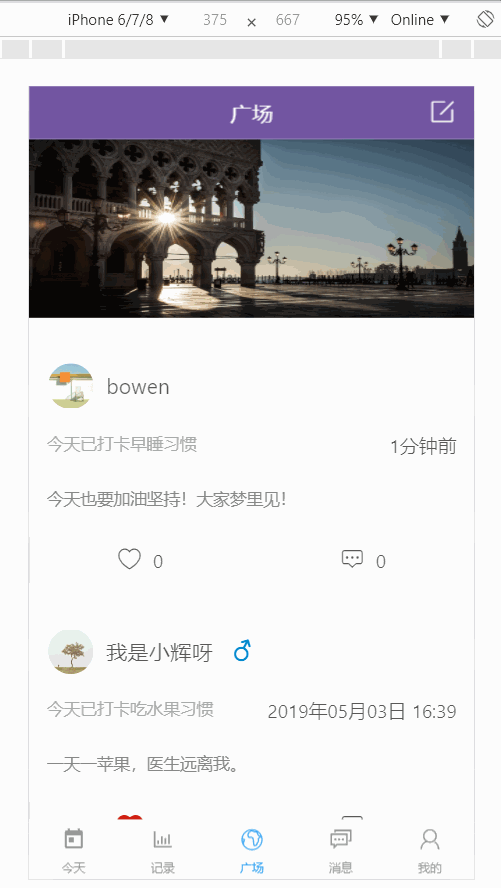 iPhone 6/7/8 ▼ 375 × 667 95% ▼ Online ▼
广场
bowen
今天已打卡早睡习惯 1分钟前
今天也要加油坚持！大家梦里见！
0 0
我是小辉呀
今天已打卡吃水果习惯 2019年05月03日 16:39
一天一苹果，医生远离我。
今天 记录 广场 消息 我的